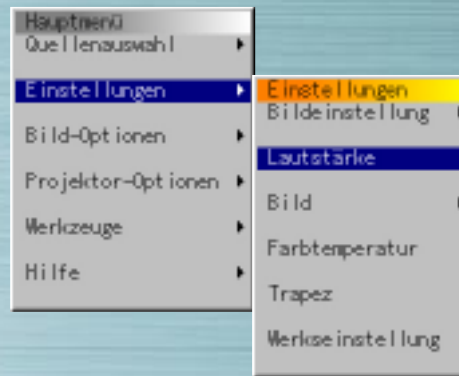 Hauptmenü
Quellenauswahl
Einstellungen
Bild-Optionen
Projektor-Optionen
Werkzeuge
Hilfe
Einstellungen
Bildeinstellung
Lautstärke
Bild
Farbtemperatur
Trapez
Werkseinstellung